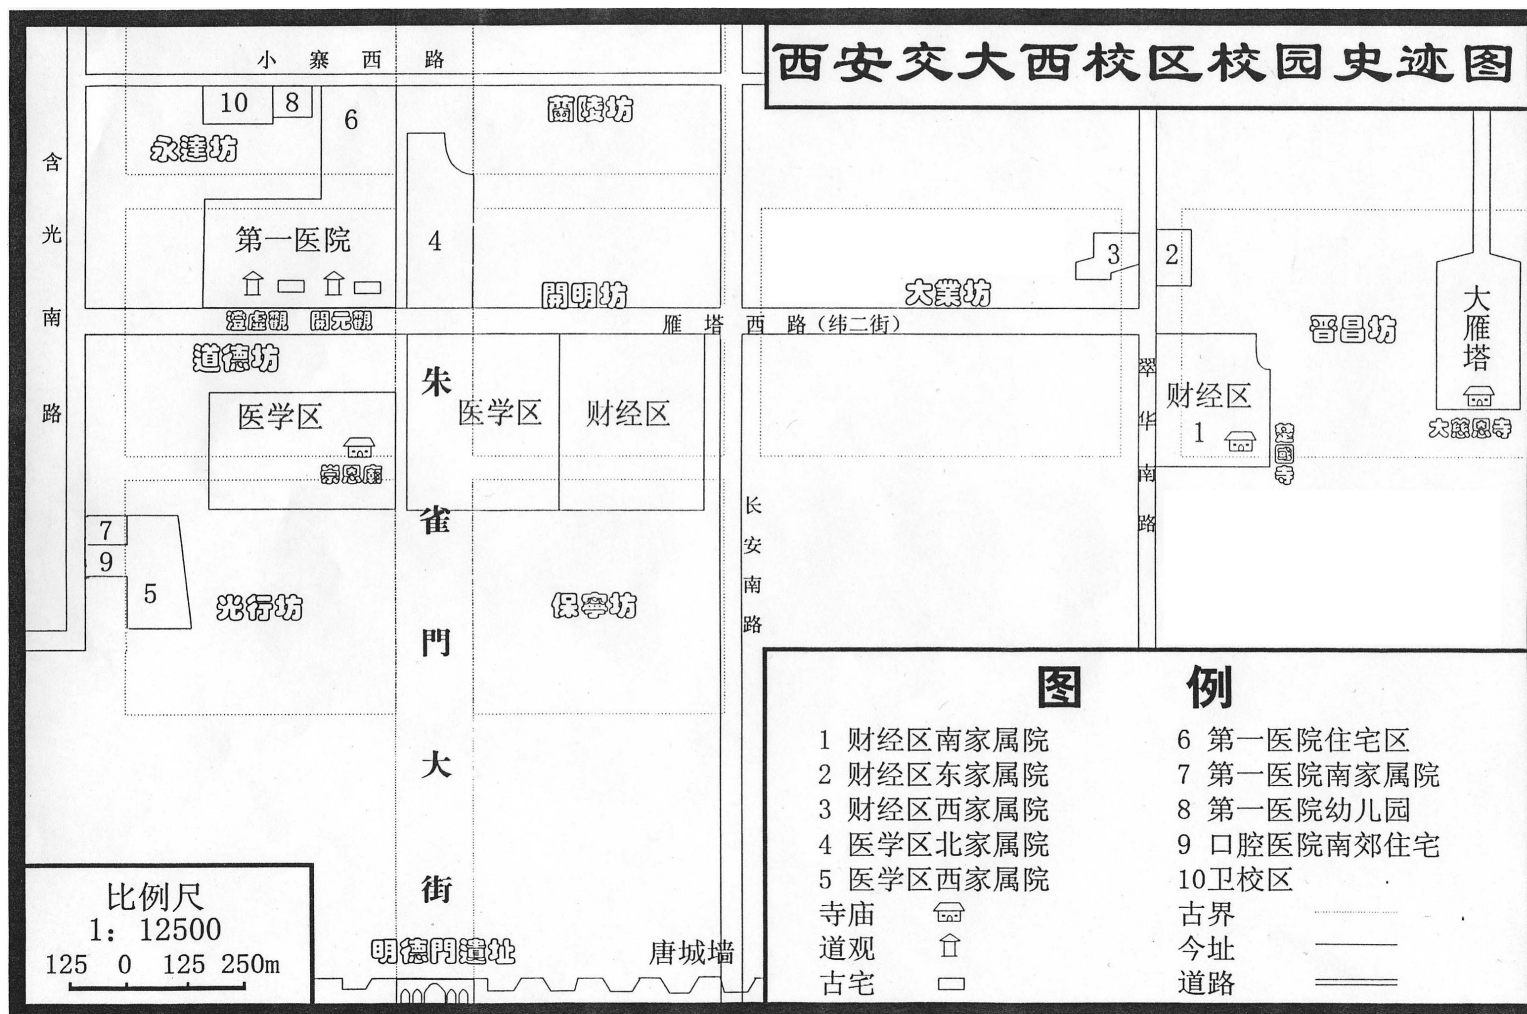 西安交大西校区校园史迹图
小寨西路
10
8
6
蘭陵坊
永達坊
含光南路
第一医院
4
3
2
開明坊
大業坊
大雁塔
澄虛觀
開元觀
雁塔西路(纬二街)
晋昌坊
道德坊
朱雀門大街
翠华南路
医学区
医学区
财经区
财经区
1
楚國寺
大慈恩寺
崇恩廟
长安南路
7
9
5
光行坊
保寧坊
图例
1 财经区南家属院
2 财经区东家属院
3 财经区西家属院
4 医学区北家属院
5 医学区西家属院
寺庙
道观
古宅
6 第一医院住宅区
7 第一医院南家属院
8 第一医院幼儿园
9 口腔医院南郊住宅
10卫校区
古界
今址
道路
比例尺
1: 12500
125 0 125 250m
明德門遺址
唐城墙